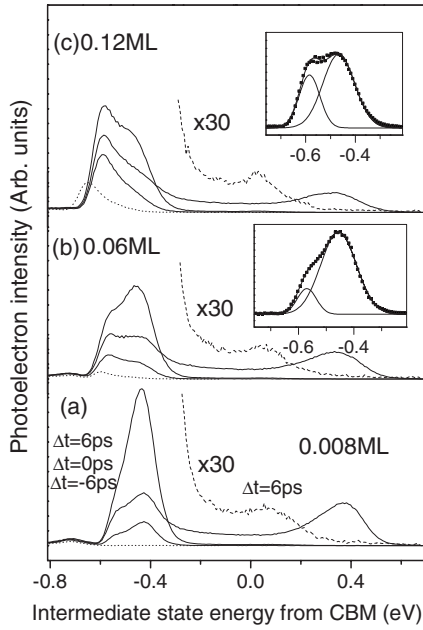 (c) 0.12ML
x30
-0.6 -0.4
(b) 0.06ML
x30
-0.6 -0.4
(a)
0.008ML
Δt=6ps
Δt=0ps
Δt=-6ps
x30
Δt=6ps
-0.8 -0.4 0.0 0.4
Intermediate state energy from CBM (eV)
Photoelectron intensity (Arb. units)